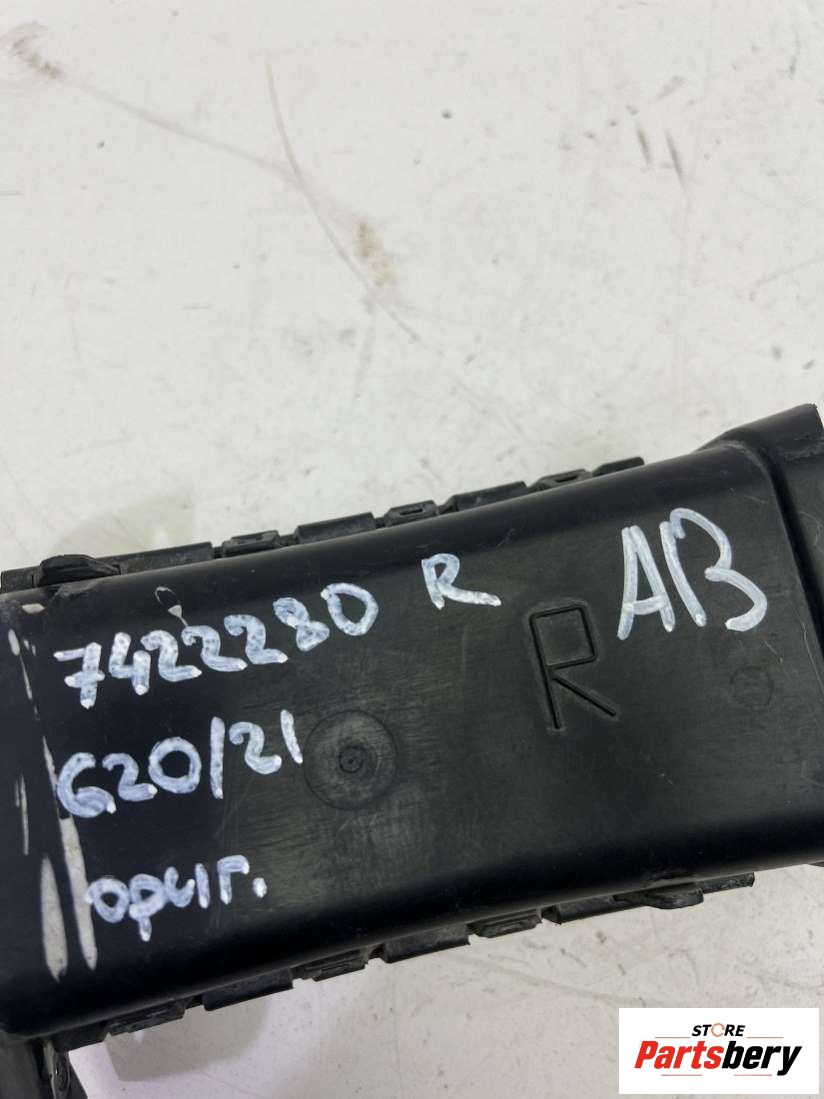 7422280 R
R
AB
G20/21
ориг.
STORE
Partsbery